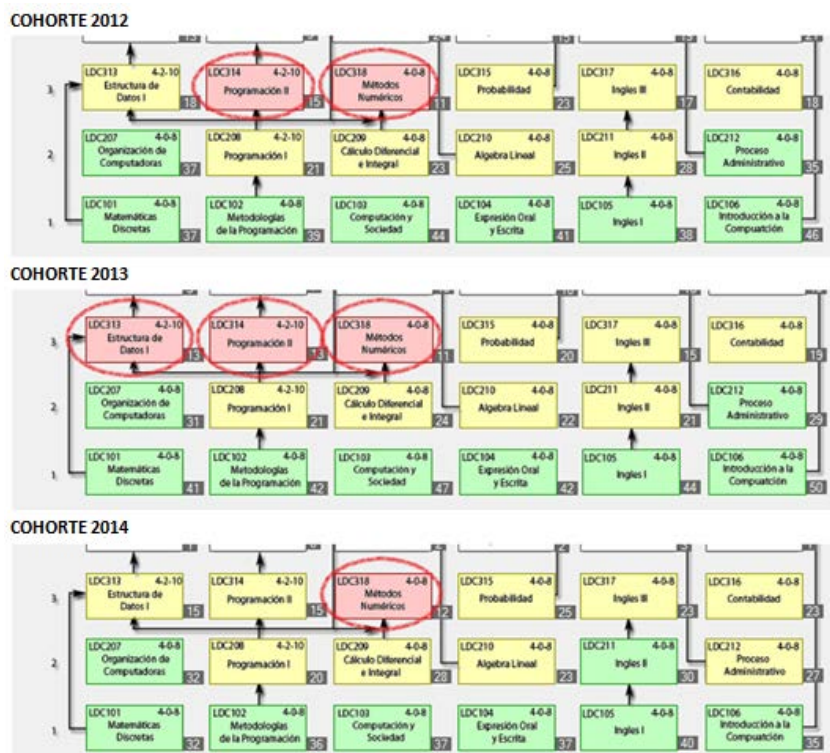 COHORTE 2012
3.
LDC313 4-2-10
Estructura de
Datos I
18
LDC314 4-2-10
Programación II
15
LDC318 4-0-8
Métodos
Numéricos
11
LDC315 4-0-8
Probabilidad
23
LDC317 4-0-8
Ingles III
17
LDC316 4-0-8
Contabilidad
18
2.
LDC207 4-0-8
Organización de
Computadoras
37
LDC208 4-2-10
Programación I
21
LDC209 4-0-8
Cálculo Diferencial
e Integral
23
LDC210 4-0-8
Algebra Lineal
25
LDC211 4-0-8
Ingles II
28
LDC212 4-0-8
Proceso
Administrativo
35
1.
LDC101 4-0-8
Matemáticas
Discretas
37
LDC102 4-0-8
Metodologías
de la Programación
39
LDC103 4-0-8
Computación y
Sociedad
44
LDC104 4-0-8
Expresión Oral
y Escrita
41
LDC105 4-0-8
Ingles I
38
LDC106 4-0-8
Introducción a la
Compuatción
46
COHORTE 2013
3.
LDC313 4-2-10
Estructura de
Datos I
13
LDC314 4-2-10
Programación II
13
LDC318 4-0-8
Métodos
Numéricos
11
LDC315 4-0-8
Probabilidad
20
LDC317 4-0-8
Ingles III
15
LDC316 4-0-8
Contabilidad
19
2.
LDC207 4-0-8
Organización de
Computadoras
31
LDC208 4-2-10
Programación I
21
LDC209 4-0-8
Cálculo Diferencial
e Integral
24
LDC210 4-0-8
Algebra Lineal
22
LDC211 4-0-8
Ingles II
21
LDC212 4-0-8
Proceso
Administrativo
29
1.
LDC101 4-0-8
Matemáticas
Discretas
41
LDC102 4-0-8
Metodologías
de la Programación
42
LDC103 4-0-8
Computación y
Sociedad
47
LDC104 4-0-8
Expresión Oral
y Escrita
42
LDC105 4-0-8
Ingles I
44
LDC106 4-0-8
Introducción a la
Compuatción
50
COHORTE 2014
3.
LDC313 4-2-10
Estructura de
Datos I
15
LDC314 4-2-10
Programación II
15
LDC318 4-0-8
Métodos
Numéricos
12
LDC315 4-0-8
Probabilidad
25
LDC317 4-0-8
Ingles III
23
LDC316 4-0-8
Contabilidad
23
2.
LDC207 4-0-8
Organización de
Computadoras
32
LDC208 4-2-10
Programación I
20
LDC209 4-0-8
Cálculo Diferencial
e Integral
28
LDC210 4-0-8
Algebra Lineal
23
LDC211 4-0-8
Ingles II
30
LDC212 4-0-8
Proceso
Administrativo
27
1.
LDC101 4-0-8
Matemáticas
Discretas
32
LDC102 4-0-8
Metodologías
de la Programación
36
LDC103 4-0-8
Computación y
Sociedad
37
LDC104 4-0-8
Expresión Oral
y Escrita
37
LDC105 4-0-8
Ingles I
40
LDC106 4-0-8
Introducción a la
Compuatción
35